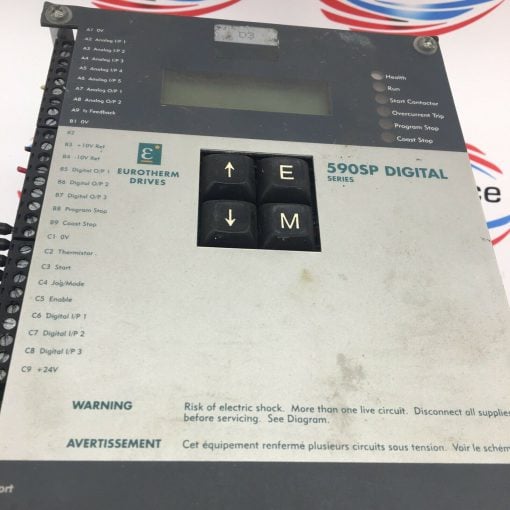 D3
A1 0V
A2 Analog I/P 1
A3 Analog I/P 2
A4 Analog I/P 3
A5 Analog I/P 4
A6 Analog I/P 5
A7 Analog O/P 1
A8 Analog O/P 2
A9 Ia Feedback
B1 0V
B2
B3 +10V Ref
B4 -10V Ref
B5 Digital O/P 1
B6 Digital O/P 2
B7 Digital O/P 3
B8 Program Stop
B9 Coast Stop
C1 0V
C2 Thermistor
C3 Start
C4 Jog/Mode
C5 Enable
C6 Digital I/P 1
C7 Digital I/P 2
C8 Digital I/P 3
C9 +24V
Health
Run
Start Contactor
Overcurrent Trip
Program Stop
Coast Stop
EUROTHERM
DRIVES
↑ E
↓ M
590SP DIGITAL
SERIES
WARNING Risk of electric shock. More than one live circuit. Disconnect all supplies
before servicing. See Diagram.
AVERTISSEMENT Cet équipement renfermé plusieurs circuits sous tension. Voir le schém
ort